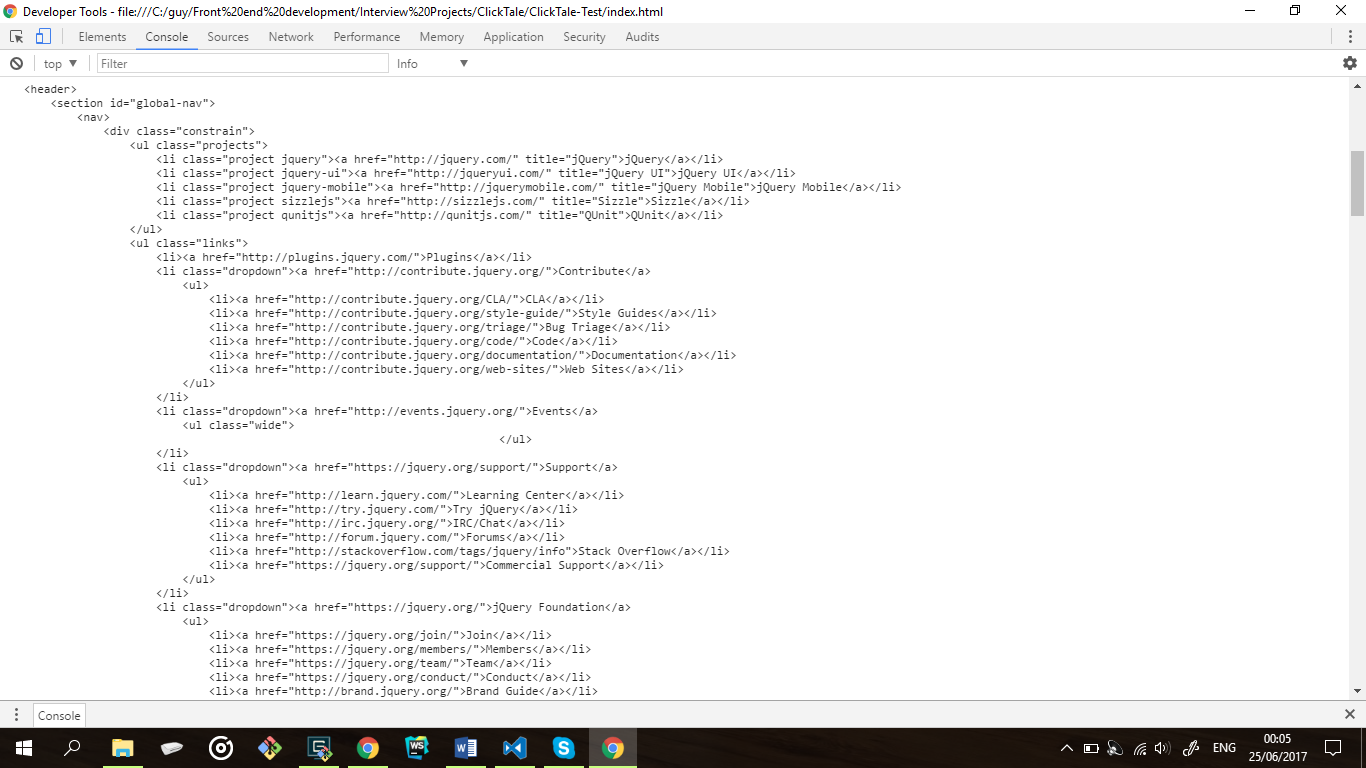 Developer Tools - file:///C:/guy/Front%20end%20development/Interview%20Projects/ClickTale/ClickTale-Test/index.html
Elements Console Sources Network Performance Memory Application Security Audits
top Filter Info
<header>
<section id="global-nav">
<nav>
<div class="constrain">
<ul class="projects">
<li class="project jquery"><a href="http://jquery.com/" title="jQuery">jQuery</a></li>
<li class="project jquery-ui"><a href="http://jqueryui.com/" title="jQuery UI">jQuery UI</a></li>
<li class="project jquery-mobile"><a href="http://jquerymobile.com/" title="jQuery Mobile">jQuery Mobile</a></li>
<li class="project sizzlejs"><a href="http://sizzlejs.com/" title="Sizzle">Sizzle</a></li>
<li class="project qunitjs"><a href="http://qunitjs.com/" title="QUnit">QUnit</a></li>
</ul>
<ul class="links">
<li><a href="http://plugins.jquery.com/">Plugins</a></li>
<li class="dropdown"><a href="http://contribute.jquery.org/">Contribute</a>
<ul>
<li><a href="http://contribute.jquery.org/CLA/">CLA</a></li>
<li><a href="http://contribute.jquery.org/style-guide/">Style Guides</a></li>
<li><a href="http://contribute.jquery.org/triage/">Bug Triage</a></li>
<li><a href="http://contribute.jquery.org/code/">Code</a></li>
<li><a href="http://contribute.jquery.org/documentation/">Documentation</a></li>
<li><a href="http://contribute.jquery.org/web-sites/">Web Sites</a></li>
</ul>
</li>
<li class="dropdown"><a href="http://events.jquery.org/">Events</a>
<ul class="wide">
</ul>
</li>
<li class="dropdown"><a href="https://jquery.org/support/">Support</a>
<ul>
<li><a href="http://learn.jquery.com/">Learning Center</a></li>
<li><a href="http://try.jquery.com/">Try jQuery</a></li>
<li><a href="http://irc.jquery.org/">IRC/Chat</a></li>
<li><a href="http://forum.jquery.com/">Forums</a></li>
<li><a href="http://stackoverflow.com/tags/jquery/info">Stack Overflow</a></li>
<li><a href="https://jquery.org/support/">Commercial Support</a></li>
</ul>
</li>
<li class="dropdown"><a href="https://jquery.org/">jQuery Foundation</a>
<ul>
<li><a href="https://jquery.org/join/">Join</a></li>
<li><a href="https://jquery.org/members/">Members</a></li>
<li><a href="https://jquery.org/team/">Team</a></li>
<li><a href="https://jquery.org/conduct/">Conduct</a></li>
<li><a href="http://brand.jquery.org/">Brand Guide</a></li>
Console
WS
ENG
00:05
25/06/2017